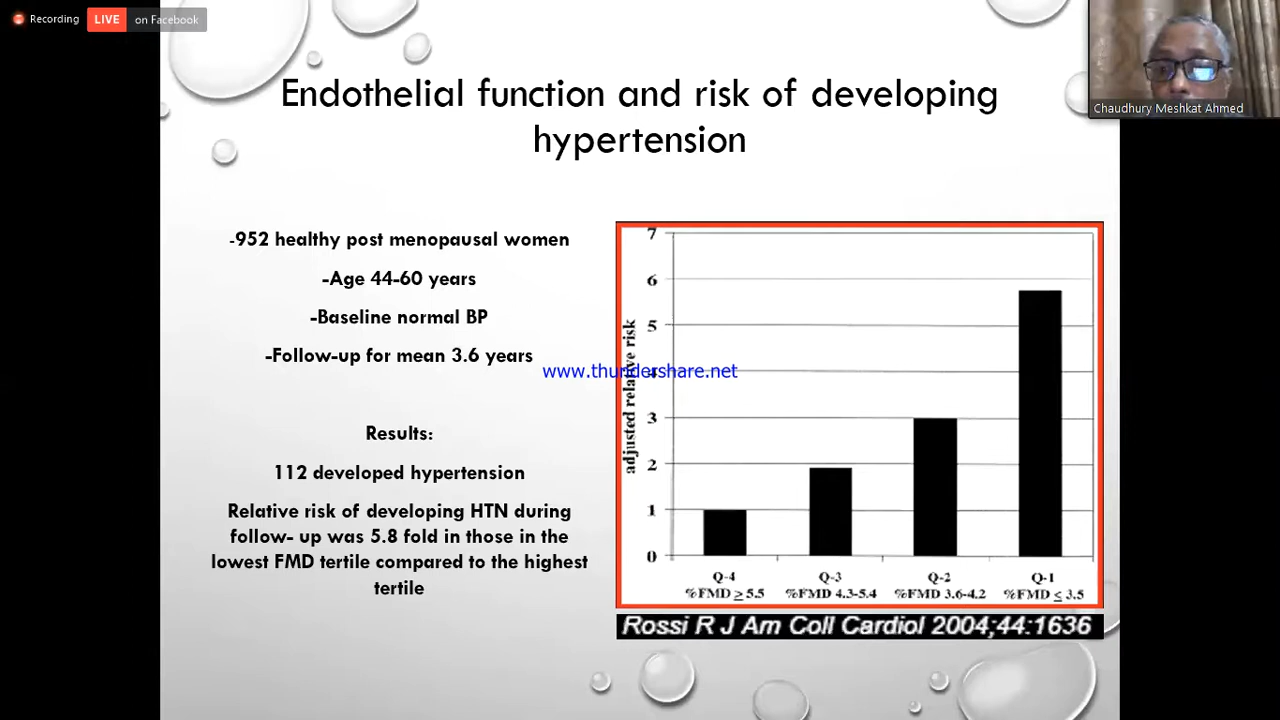 Recording
LIVE on Facebook
Chaudhury Meshkat Ahmed
Endothelial function and risk of developing
hypertension
-952 healthy post menopausal women
-Age 44-60 years
-Baseline normal BP
-Follow-up for mean 3.6 years
Results:
112 developed hypertension
Relative risk of developing HTN during
follow- up was 5.8 fold in those in the
lowest FMD tertile compared to the highest
tertile
www.thundershare.net
adjusted relative risk
7
6
5
4
3
2
1
0
Q-4 Q-3 Q-2 Q-1
%FMD ≥ 5.5 %FMD 4.3-5.4 %FMD 3.6-4.2 %FMD ≤ 3.5
Rossi R J Am Coll Cardiol 2004;44:1636